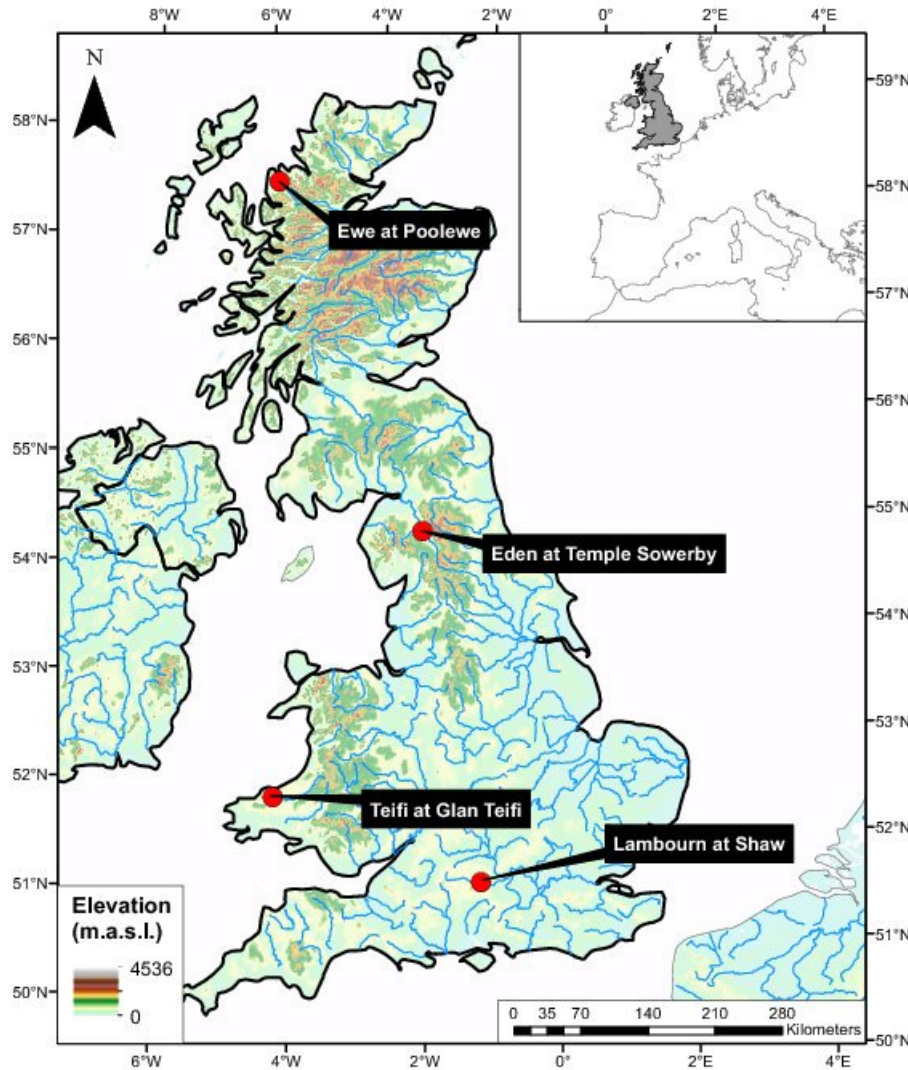 6°W 4°W 2°W 0° 2°E 4°E
N
58°N
57°N
56°N
55°N
54°N
53°N
52°N
51°N
50°N
59°N
58°N
57°N
56°N
55°N
54°N
53°N
52°N
51°N
50°N
Ewe at Poolewe
Eden at Temple Sowerby
Teifi at Glan Teifi
Lambourn at Shaw
Elevation
(m.a.s.l.)
4536
0
0 35 70 140 210 280
Kilometers
6°W 4°W 2°W 0° 2°E 4°E